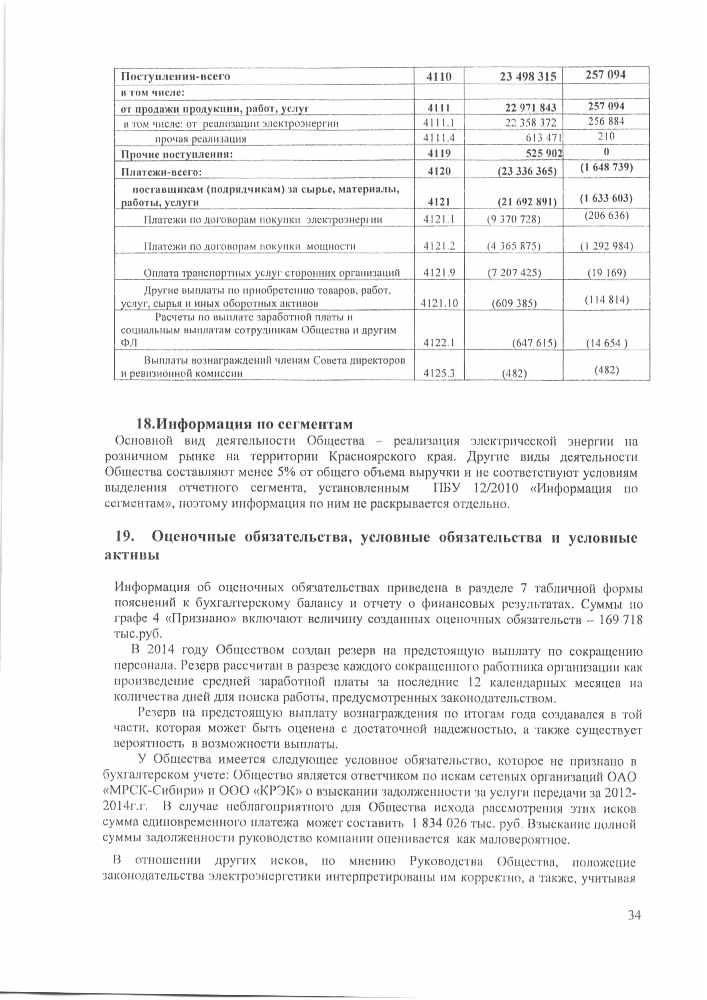 Поступления-всего 4110 23 498 315 257 094
в том числе:
от продажи продукции, работ, услуг 4111 22 971 843 257 094
в том числе: от реализации электроэнергии 4111.1 22 358 372 256 884
прочая реализация 4111.4 613 471 210
Прочие поступления: 4119 525 902 0
Платежи-всего: 4120 (23 336 365) (1 648 739)
поставщикам (подрядчикам) за сырье, материалы,
работы, услуги 4121 (21 692 891) (1 633 603)
Платежи по договорам покупки электроэнергии 4121.1 (9 370 728) (206 636)
Платежи по договорам покупки мощности 4121.2 (4 365 875) (1 292 984)
Оплата транспортных услуг сторонних организаций 4121.9 (7 207 425) (19 169)
Другие выплаты по приобретению товаров, работ,
услуг, сырья и иных оборотных активов 4121.10 (609 385) (114 814)
Расчеты по выплате заработной платы и
социальным выплатам сотрудникам Общества и другим
ФЛ 4122.1 (647 615) (14 654 )
Выплаты вознаграждений членам Совета директоров
и ревизионной комиссии 4125.3 (482) (482)
18.Информация по сегментам
Основной вид деятельности Общества – реализация электрической энергии на
розничном рынке на территории Красноярского края. Другие виды деятельности
Общества составляют менее 5% от общего объема выручки и не соответствуют условиям
выделения отчетного сегмента, установленным ПБУ 12/2010 «Информация по
сегментам», поэтому информация по ним не раскрывается отдельно.
19. Оценочные обязательства, условные обязательства и условные
активы
Информация об оценочных обязательствах приведена в разделе 7 табличной формы
пояснений к бухгалтерскому балансу и отчету о финансовых результатах. Суммы по
графе 4 «Признано» включают величину созданных оценочных обязательств – 169 718
тыс.руб.
В 2014 году Обществом создан резерв на предстоящую выплату по сокращению
персонала. Резерв рассчитан в разрезе каждого сокращенного работника организации как
произведение средней заработной платы за последние 12 календарных месяцев на
количества дней для поиска работы, предусмотренных законодательством.
Резерв на предстоящую выплату вознаграждения по итогам года создавался в той
части, которая может быть оценена с достаточной надежностью, а также существует
вероятность в возможности выплаты.
У Общества имеется следующее условное обязательство, которое не признано в
бухгалтерском учете: Общество является ответчиком по искам сетевых организаций ОАО
«МРСК-Сибири» и ООО «КРЭК» о взыскании задолженности за услуги передачи за 2012-
2014г.г. В случае неблагоприятного для Общества исхода рассмотрения этих исков
сумма единовременного платежа может составить 1 834 026 тыс. руб. Взыскание полной
суммы задолженности руководство компании оценивается как маловероятное.
В отношении других исков, по мнению Руководства Общества, положение
законодательства электроэнергетики интерпретированы им корректно, а также, учитывая
34